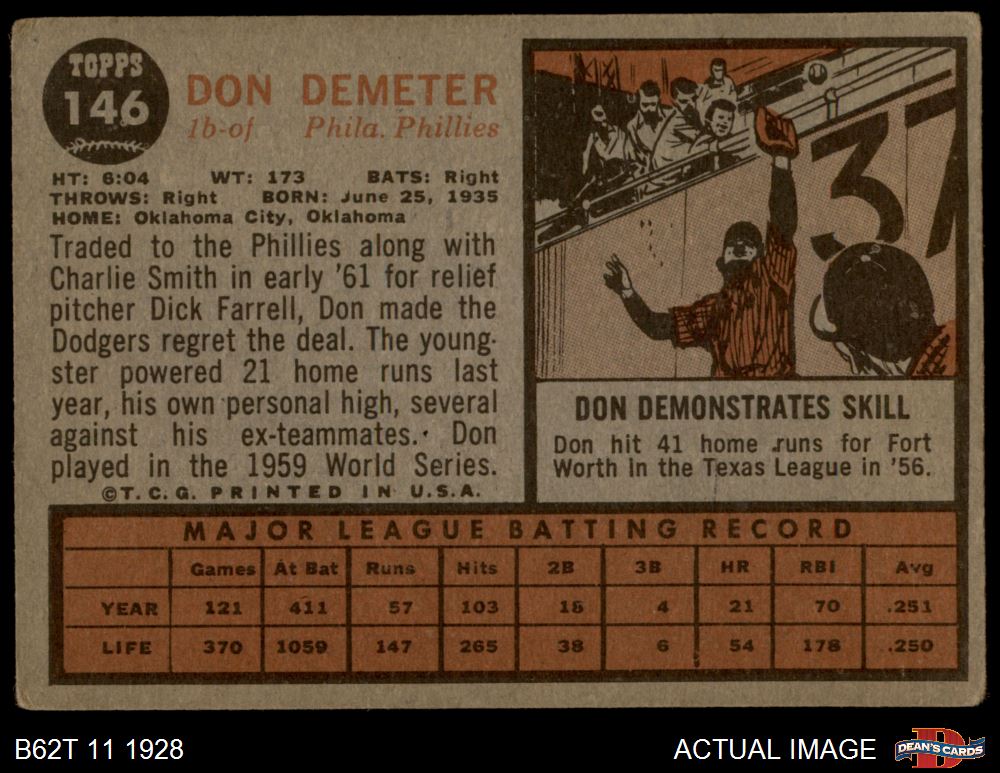 TOPPS
146
DON DEMETER
1b-of Phila. Phillies
HT: 6:04 WT: 173 BATS: Right
THROWS: Right BORN: June 25, 1935
HOME: Oklahoma City, Oklahoma
Traded to the Phillies along with
Charlie Smith in early '61 for relief
pitcher Dick Farrell, Don made the
Dodgers regret the deal. The young-
ster powered 21 home runs last
year, his own personal high, several
against his ex-teammates. Don
played in the 1959 World Series.
©T.C.G. PRINTED IN U.S.A.
37
DON DEMONSTRATES SKILL
Don hit 41 home runs for Fort
Worth in the Texas League in '56.
MAJOR LEAGUE BATTING RECORD
Games At Bat Runs Hits 2B 3B HR RBI Avg
YEAR 121 411 57 103 18 4 21 70 .251
LIFE 370 1059 147 265 38 6 54 178 .250
B62T 11 1928
ACTUAL IMAGE
D
DEAN'S CARDS